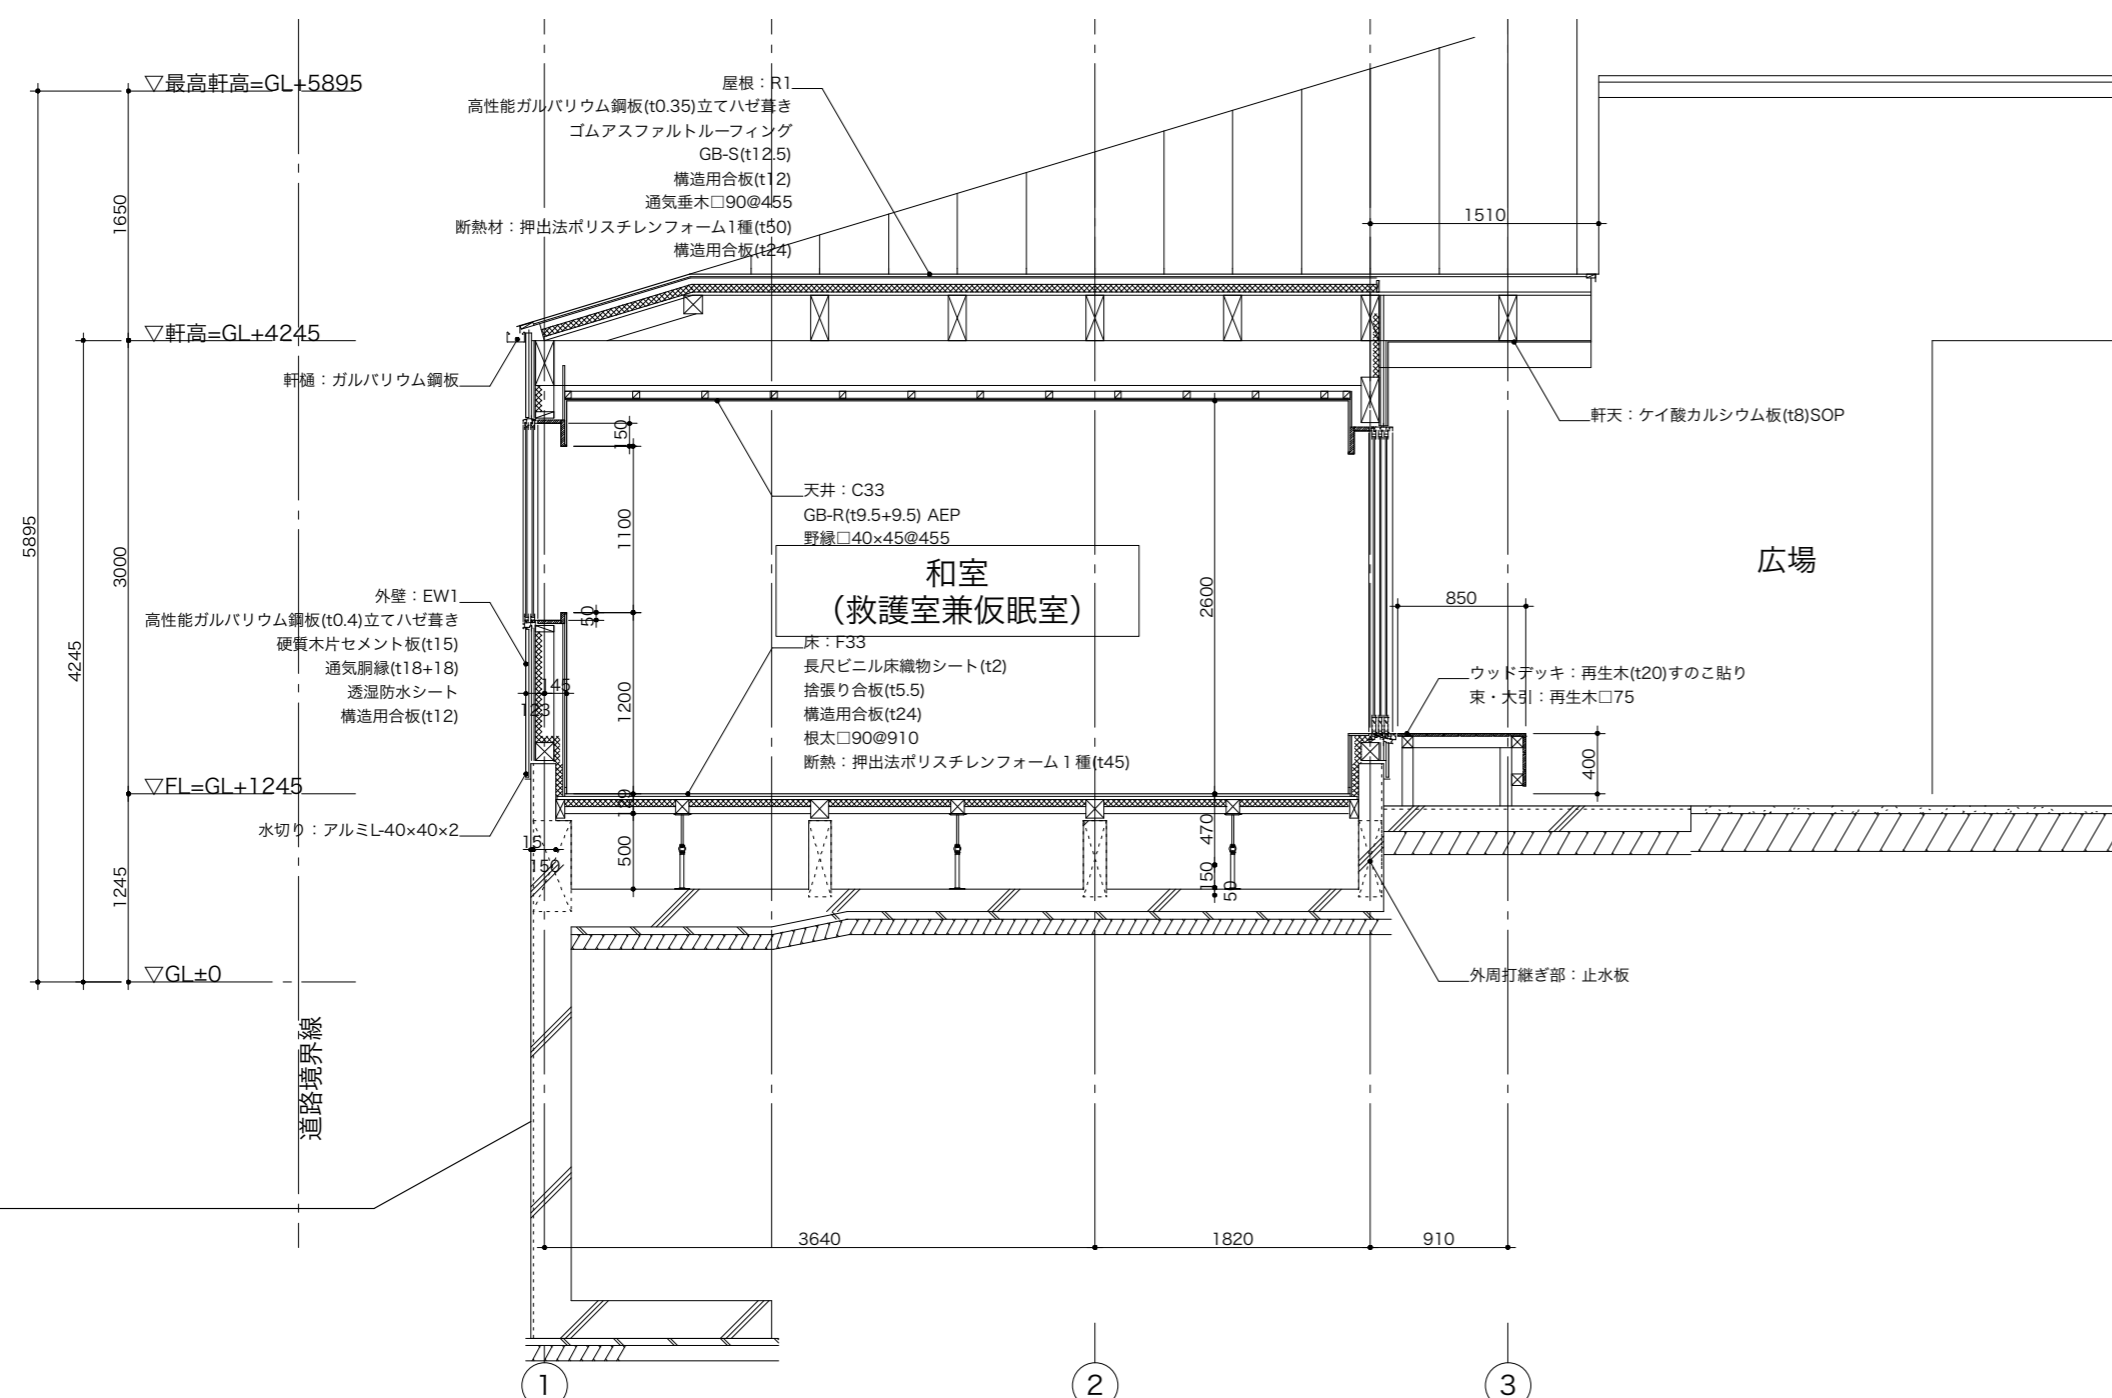 ▽最高軒高=GL+5895
屋根：R1
高性能ガルバリウム鋼板(t0.35)立てハゼ葺き
ゴムアスファルトルーフィング
GB-S(t12.5)
構造用合板(t12)
通気垂木□90@455
断熱材：押出法ポリスチレンフォーム1種(t50)
構造用合板(t24)
1650
1510
▽軒高=GL+4245
軒樋：ガルバリウム鋼板
軒天：ケイ酸カルシウム板(t8)SOP
150
天井：C33
GB-R(t9.5+9.5) AEP
野縁□40×45@455
5895
3000
1100
和室
（救護室兼仮眠室）
2600
広場
850
50
外壁：EW1
高性能ガルバリウム鋼板(t0.4)立てハゼ葺き
硬質木片セメント板(t15)
通気胴縁(t18+18)
透湿防水シート
構造用合板(t12)
4245
145
123
1200
床：F33
長尺ビニル床織物シート(t2)
捨張り合板(t5.5)
構造用合板(t24)
根太□90@910
断熱：押出法ポリスチレンフォーム１種(t45)
ウッドデッキ：再生木(t20)すのこ貼り
束・大引：再生木□75
400
▽FL=GL+1245
129
水切り：アルミL-40×40×2
15
150
500
470
150
50
1245
▽GL±0
外周打継ぎ部：止水板
道路境界線
3640
1820
910
1
2
3